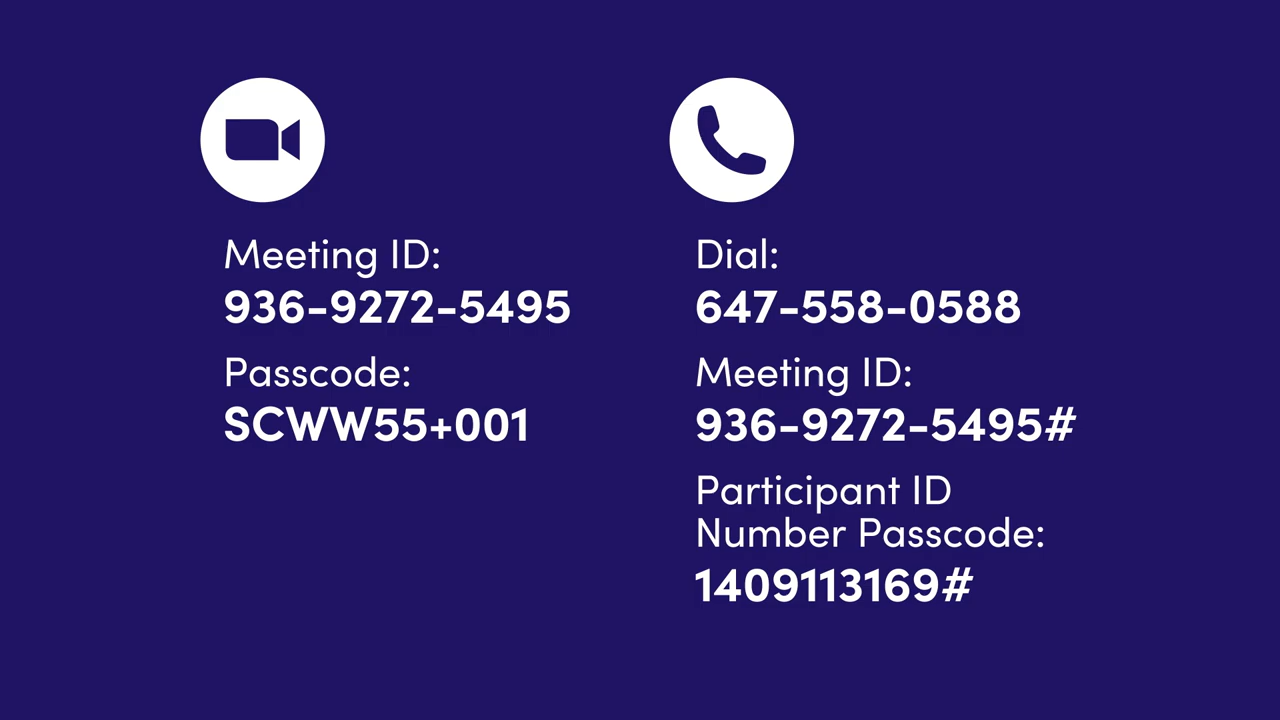 Meeting ID:
936-9272-5495
Passcode:
SCWW55+001
Dial:
647-558-0588
Meeting ID:
936-9272-5495#
Participant ID
Number Passcode:
1409113169#